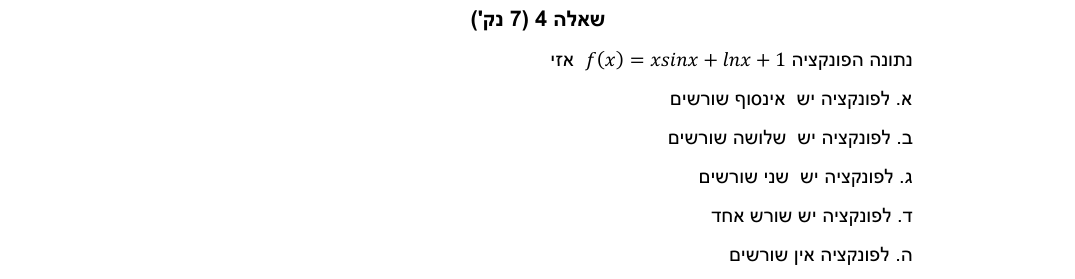 שאלה 4 (7 נק')
נתונה הפונקציה f(x) = xsinx + lnx + 1 אזי
א. לפונקציה יש אינסוף שורשים
ב. לפונקציה יש שלושה שורשים
ג. לפונקציה יש שני שורשים
ד. לפונקציה יש שורש אחד
ה. לפונקציה אין שורשים